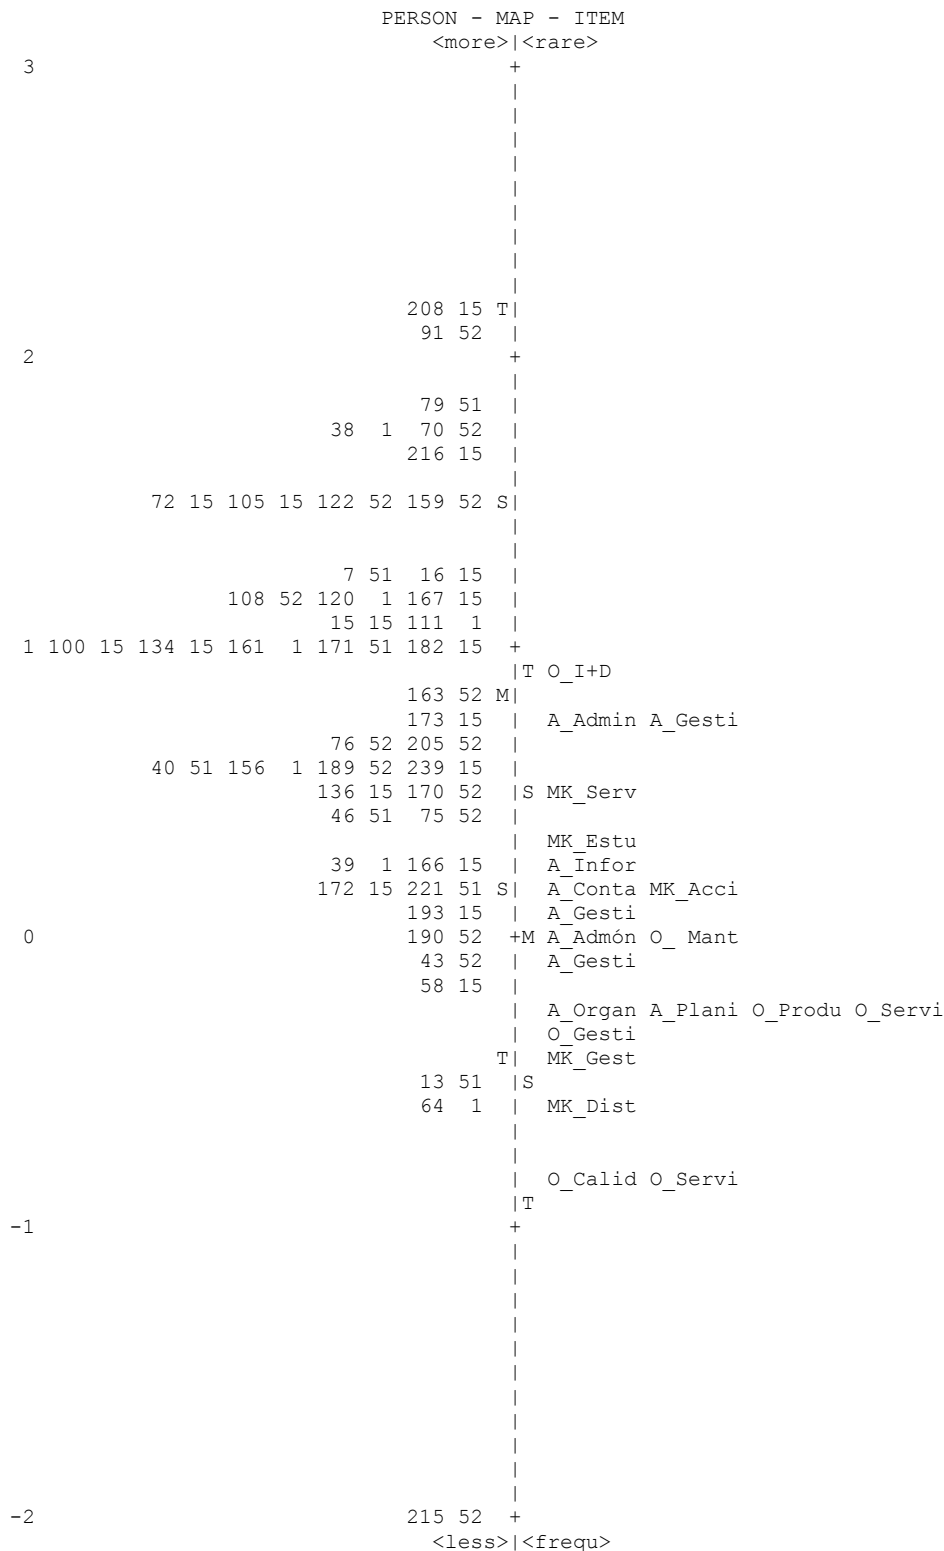 PERSON - MAP - ITEM
<more>|<rare>
3 +
|
|
|
|
|
|
|
|
|
208 15 T|
91 52 |
2 +
|
79 51 |
38 1 70 52 |
216 15 |
|
72 15 105 15 122 52 159 52 S|
|
|
7 51 16 15 |
108 52 120 1 167 15 |
15 15 111 1 |
1 100 15 134 15 161 1 171 51 182 15 +
|T O_I+D
163 52 M|
173 15 | A_Admin A_Gesti
76 52 205 52 |
40 51 156 1 189 52 239 15 |
136 15 170 52 |S MK_Serv
46 51 75 52 |
| MK_Estu
39 1 166 15 | A_Infor
172 15 221 51 S| A_Conta MK_Acci
193 15 | A_Gesti
0 190 52 +M A_Admón O_ Mant
43 52 | A_Gesti
58 15 |
| A_Organ A_Plani O_Produ O_Servi
| O_Gesti
T| MK_Gest
13 51 |S
64 1 | MK_Dist
|
|
| O_Calid O_Servi
|T
-1 +
|
|
|
|
|
|
|
|
|
|
|
-2 215 52 +
<less>|<frequ>